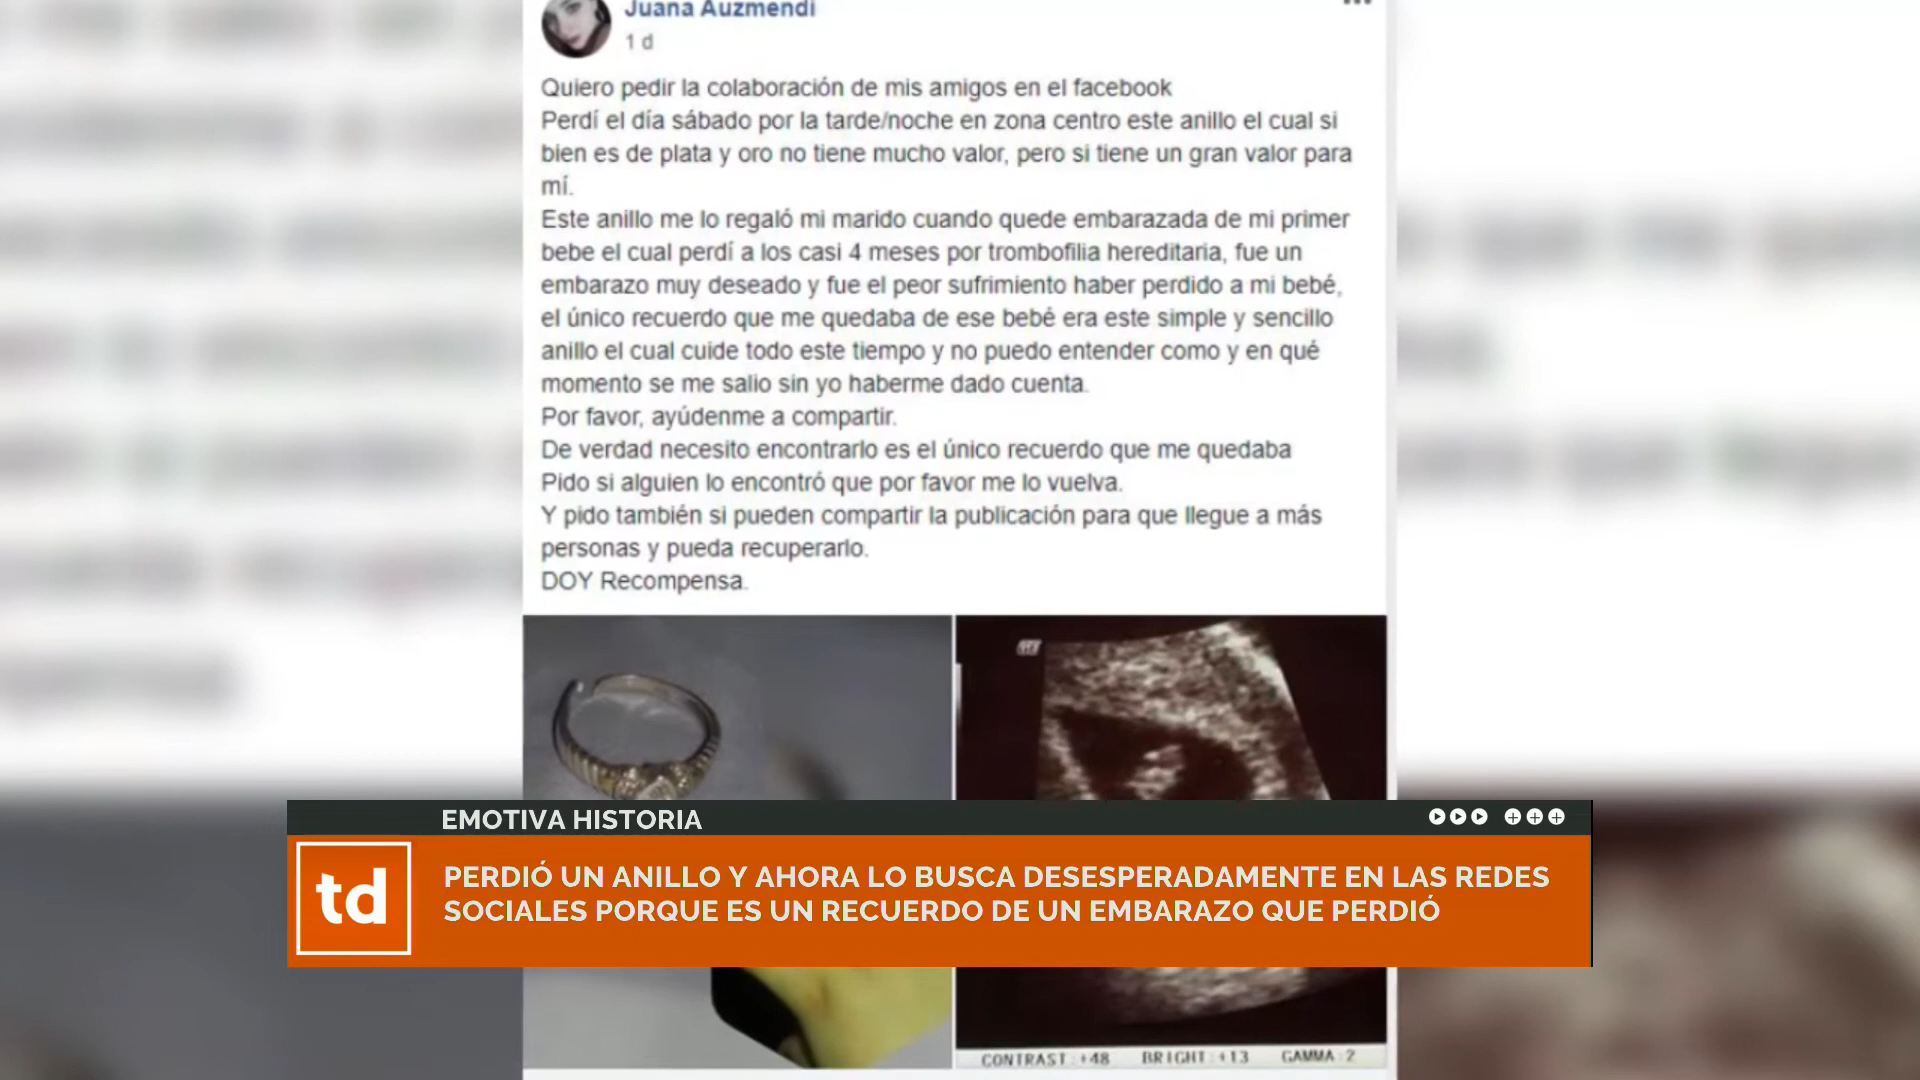 Juana Auzmendi
1 d
Quiero pedir la colaboración de mis amigos en el facebook
Perdí el día sábado por la tarde/noche en zona centro este anillo el cual si
bien es de plata y oro no tiene mucho valor, pero si tiene un gran valor para
mí.
Este anillo me lo regaló mi marido cuando quede embarazada de mi primer
bebe el cual perdí a los casi 4 meses por trombofilia hereditaria, fue un
embarazo muy deseado y fue el peor sufrimiento haber perdido a mi bebé,
el único recuerdo que me quedaba de ese bebé era este simple y sencillo
anillo el cual cuide todo este tiempo y no puedo entender como y en qué
momento se me salio sin yo haberme dado cuenta.
Por favor, ayúdenme a compartir.
De verdad necesito encontrarlo es el único recuerdo que me quedaba
Pido si alguien lo encontró que por favor me lo vuelva.
Y pido también si pueden compartir la publicación para que llegue a más
personas y pueda recuperarlo.
DOY Recompensa.
EMOTIVA HISTORIA
td
PERDIÓ UN ANILLO Y AHORA LO BUSCA DESESPERADAMENTE EN LAS REDES
SOCIALES PORQUE ES UN RECUERDO DE UN EMBARAZO QUE PERDIÓ
CONTRAST +48 BRIGHT +13 GAMMA 2